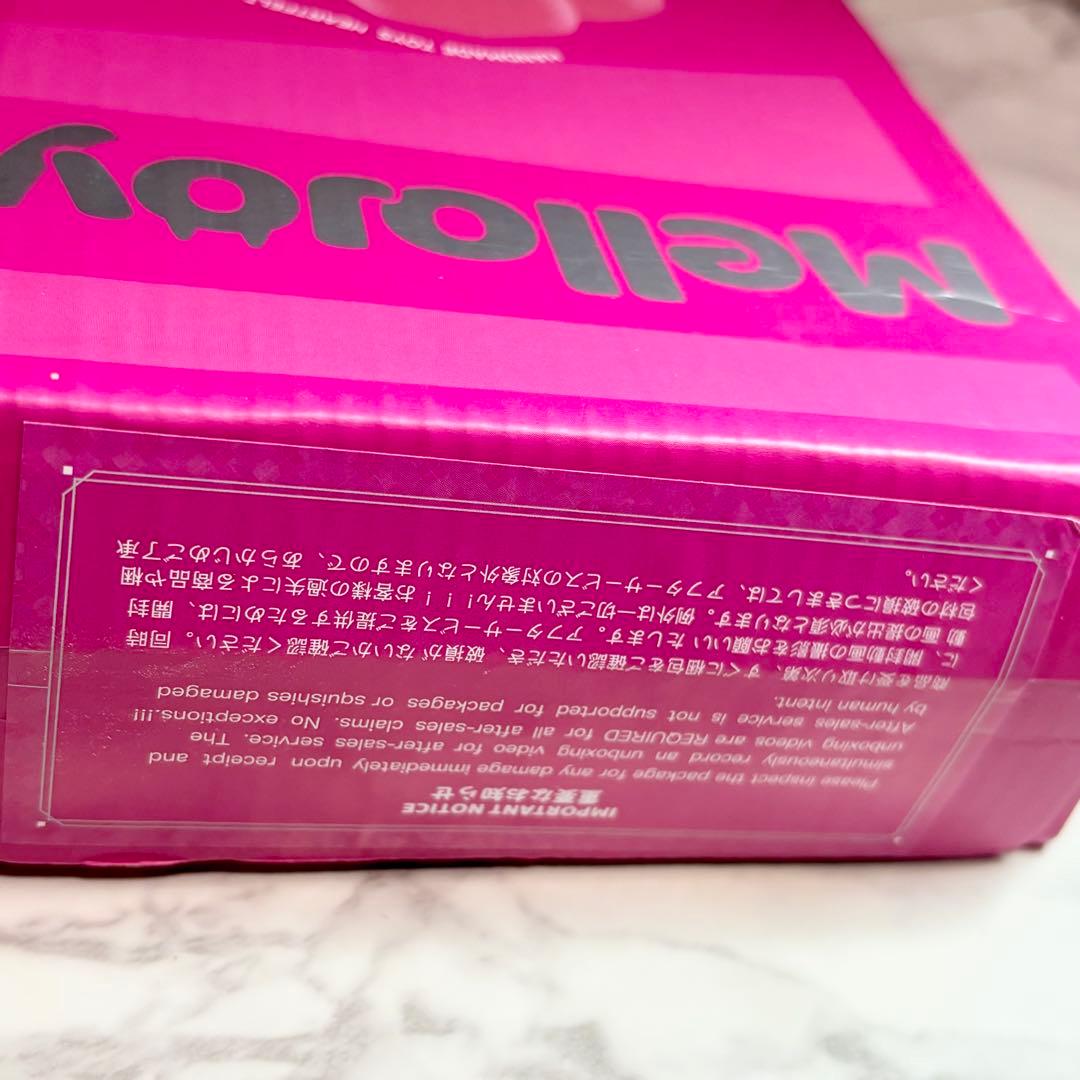 HANDMADE TOYS HEARTFEL
Mellojoy
IMPORTANT NOTICE
重要なお知らせ
Please inspect the package for any damage immediately upon receipt and
simultaneously record an unboxing video for after-sales service. The
unboxing videos are REQUIRED for all after-sales claims. No exceptions.!!!
After-sales service is not supported for packages or squishies damaged
by human intent.
商品を受け取り次第、すぐに梱包をご確認いただき、破損がないかご確認ください。同時
に、開封動画の撮影をお願いいたします。アフターサービスをご提供するためには、開封
動画の提出が必須となります。例外は一切ございません!!! お客様の過失による商品や梱
包材の破損につきましては、アフターサービスの対象外となりますので、あらかじめご了承
ください。